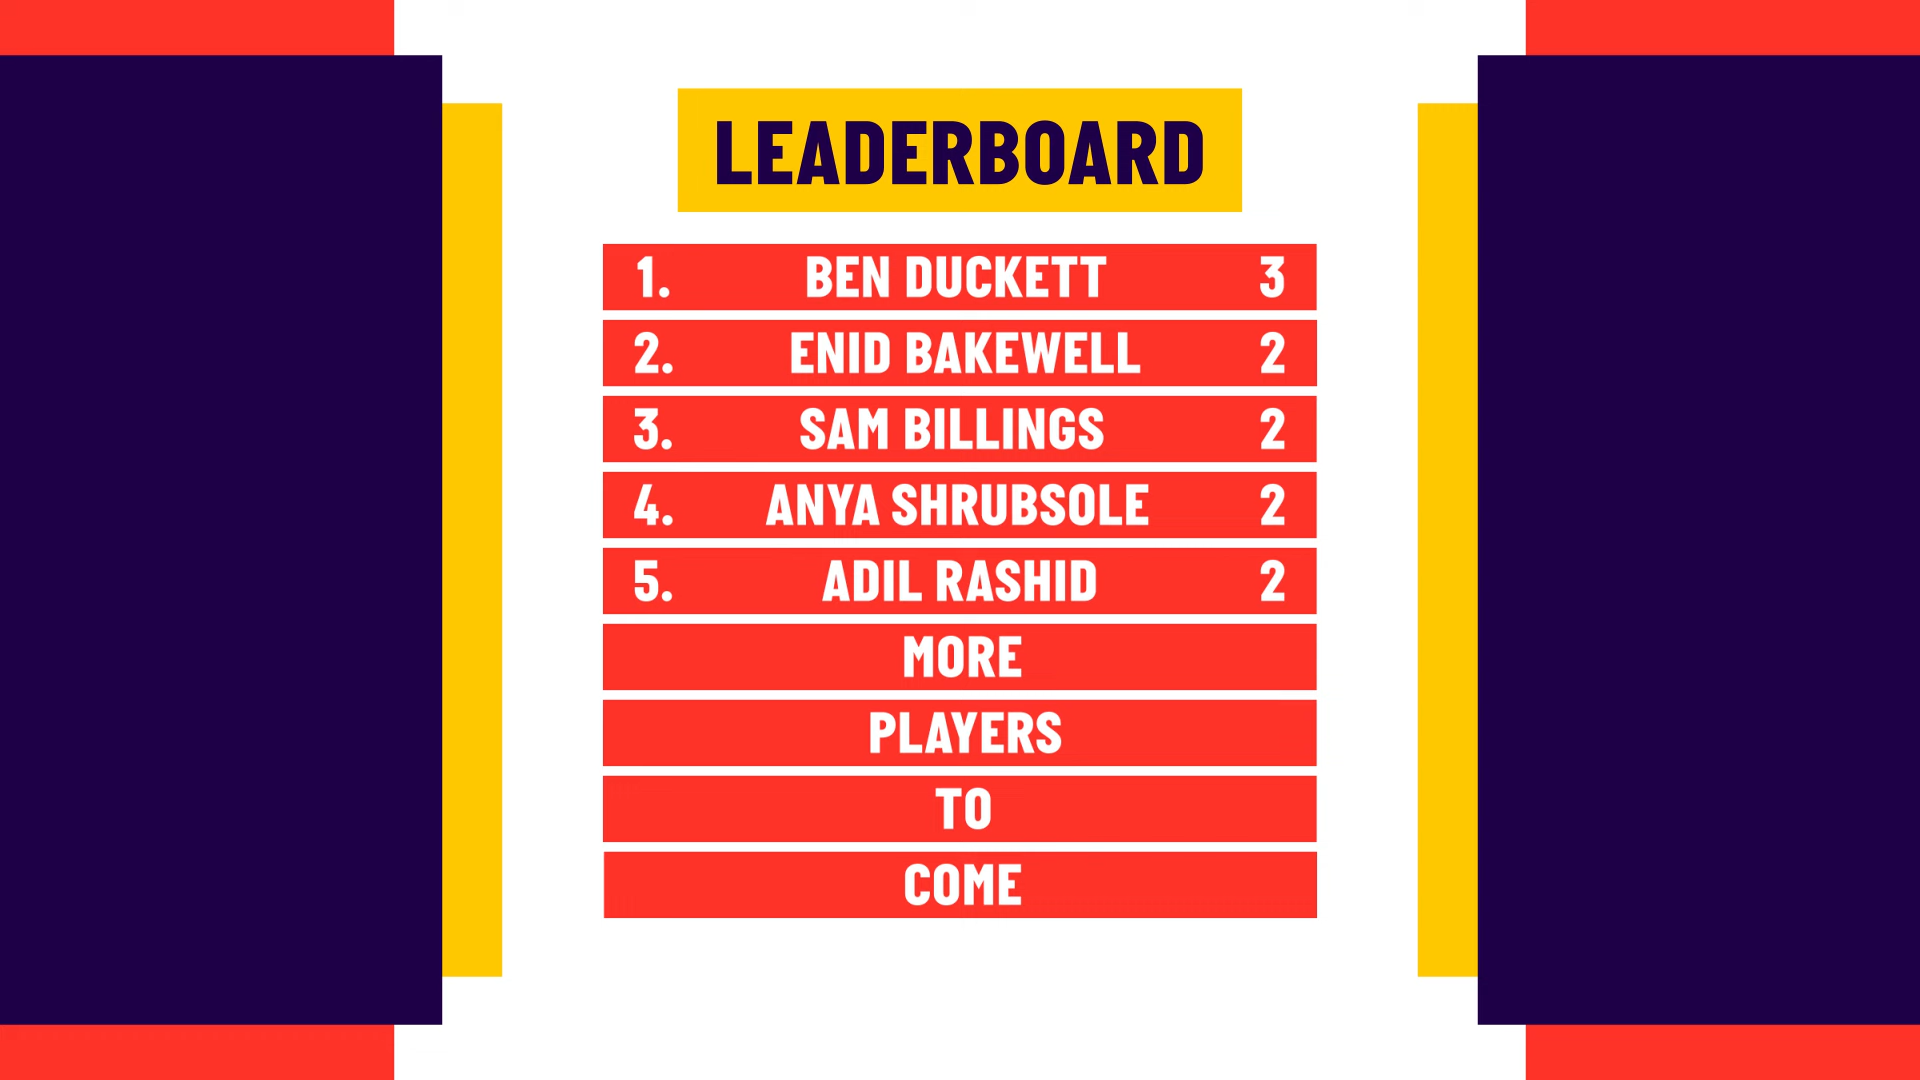 LEADERBOARD
1. BEN DUCKETT 3
2. ENID BAKEWELL 2
3. SAM BILLINGS 2
4. ANYA SHRUBSOLE 2
5. ADIL RASHID 2
MORE
PLAYERS
TO
COME